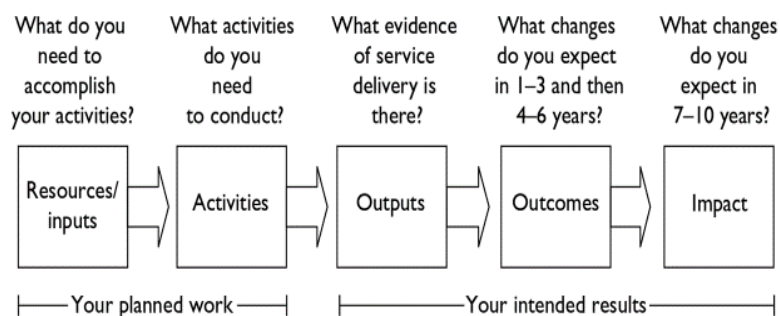 What do you
need to
accomplish
your activities?
What activities
do you
need
to conduct?
What evidence
of service
delivery is
there?
What changes
do you expect
in 1–3 and then
4–6 years?
What changes
do you
expect in
7–10 years?
Resources/
inputs
Activities
Outputs
Outcomes
Impact
Your planned work
Your intended results